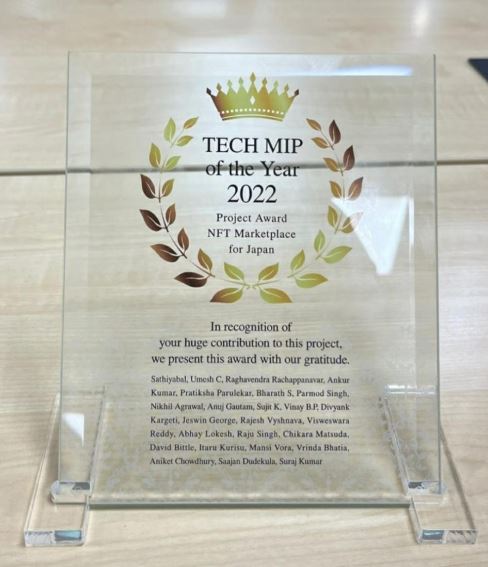 TECH MIP
of the Year
2022
Project Award
NFT Marketplace
for Japan
In recognition of
your huge contribution to this project,
we present this award with our gratitude.
Sathiyabal, Umesh C, Raghavendra Rachappanavar, Ankur
Kumar, Pratiksha Parulekar, Bharath S, Parmod Singh,
Nikhil Agrawal, Anuj Gautam, Sujit K, Vinay B.P, Divyank
Kargeti, Jeswin George, Rajesh Vyshnava, Visweswara
Reddy, Abhay Lokesh, Raju Singh, Chikara Matsuda,
David Bittle, Itaru Kurisu, Mansi Vora, Vrinda Bhatia,
Aniket Chowdhury, Saajan Dudekula, Suraj Kumar